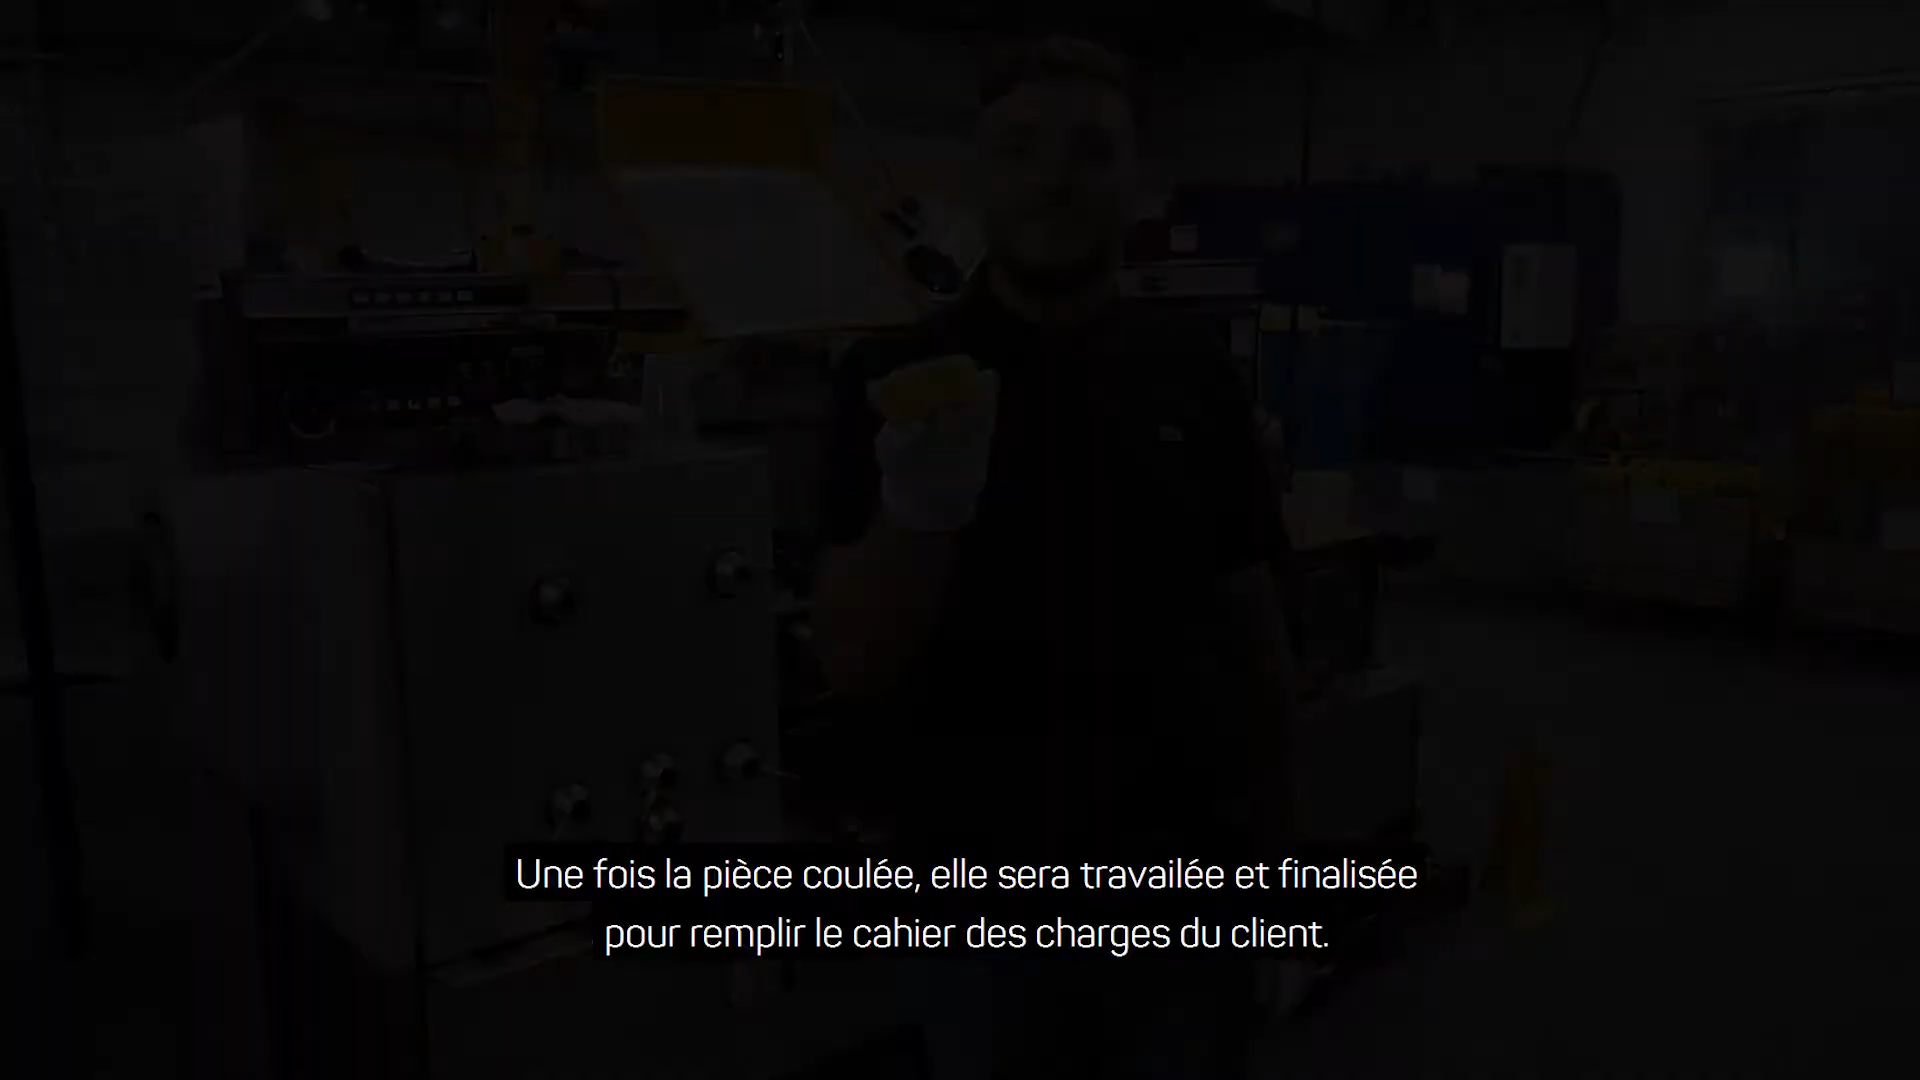 Une fois la pièce coulée, elle sera travailée et finalisée
pour remplir le cahier des charges du client.